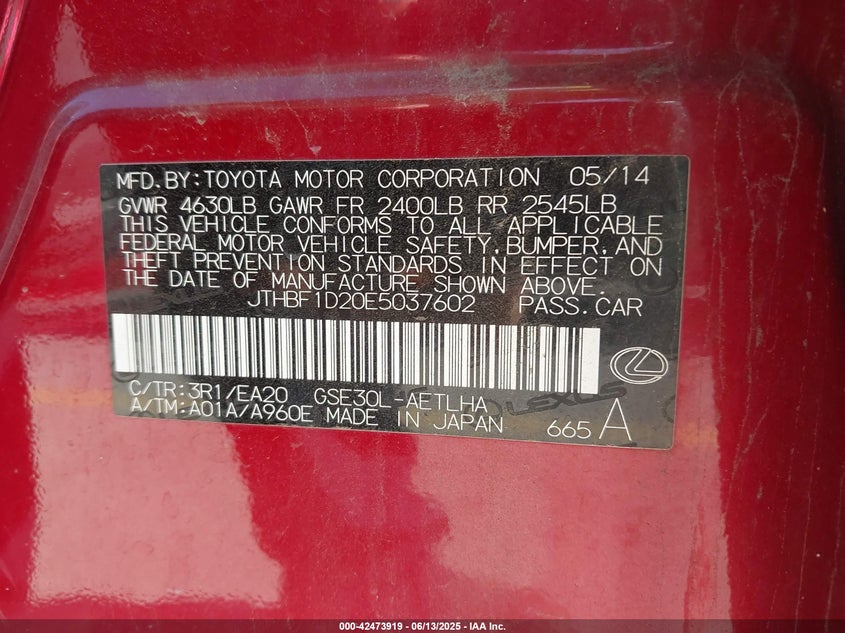 MFD.BY:TOYOTA MOTOR CORPORATION 05/14
GVWR 4630LB GAWR FR 2400LB RR 2545LB
THIS VEHICLE CONFORMS TO ALL APPLICABLE
FEDERAL MOTOR VEHICLE SAFETY,BUMPER,AND
THEFT PREVENTION STANDARDS IN EFFECT ON
THE DATE OF MANUFACTURE SHOWN ABOVE.
JTHBF1D20E5037602 PASS.CAR
C/TR:3R1/EA20 GSE30L-AETLHA
A/TM:A01A/A960E MADE IN JAPAN 665 A
LEXUS
000-42473919 - 06/13/2025 - IAA Inc.